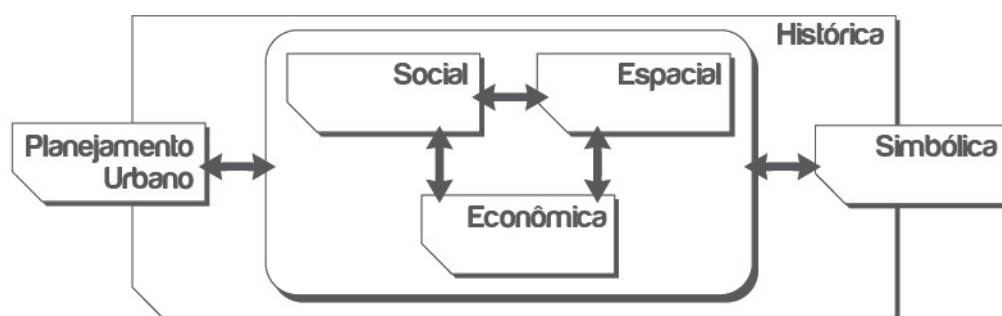 Histórica
Social
Espacial
Planejamento
Urbano
Simbólica
Econômica